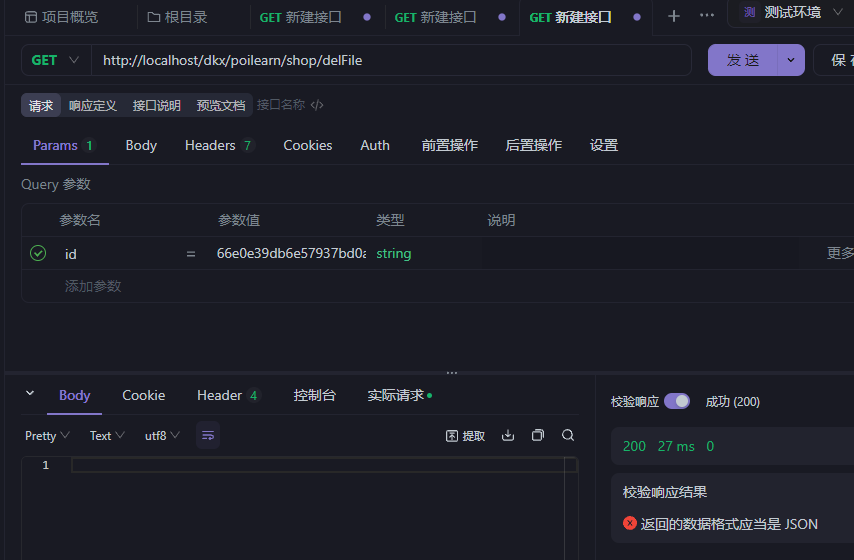 项目概览 根目录 GET 新建接口 GET 新建接口 GET 新建接口 测 测试环境
GET http://localhost/dkx/poilearn/shop/delFile 发 送
请求 响应定义 接口说明 预览文档 接口名称 </>
Params 1 Body Headers 7 Cookies Auth 前置操作 后置操作 设置
Query 参数
参数名 参数值 类型 说明
id = 66e0e39db6e57937bd0a string 更多
添加参数
Body Cookie Header 4 控制台 实际请求 校验响应 成功 (200)
Pretty Text utf8 提取
200 27 ms 0
1
校验响应结果
返回的数据格式应当是 JSON